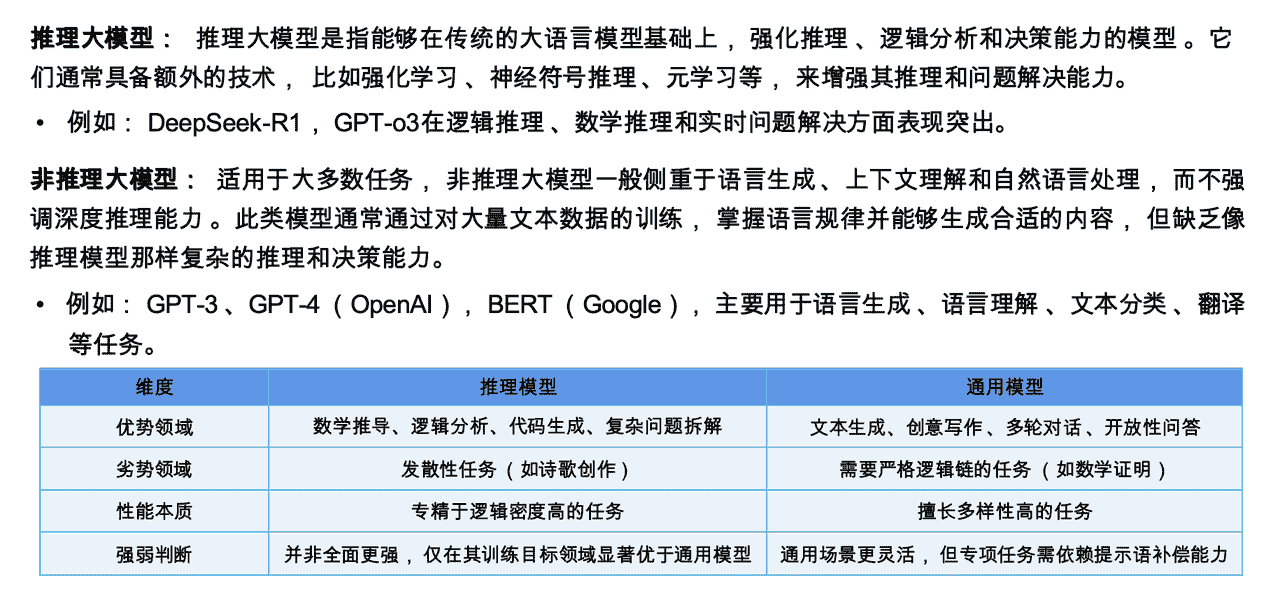 推理大模型： 推理大模型是指能够在传统的大语言模型基础上，强化推理、逻辑分析和决策能力的模型。它
们通常具备额外的技术， 比如强化学习、神经符号推理、元学习等，来增强其推理和问题解决能力。
• 例如：DeepSeek-R1，GPT-o3在逻辑推理、数学推理和实时问题解决方面表现突出。
非推理大模型： 适用于大多数任务，非推理大模型一般侧重于语言生成、上下文理解和自然语言处理，而不强
调深度推理能力。此类模型通常通过对大量文本数据的训练，掌握语言规律并能够生成合适的内容，但缺乏像
推理模型那样复杂的推理和决策能力。
• 例如：GPT-3、GPT-4（OpenAI），BERT（Google），主要用于语言生成、语言理解、文本分类、翻译
等任务。
维度 推理模型 通用模型
优势领域 数学推导、逻辑分析、代码生成、复杂问题拆解 文本生成、创意写作、多轮对话、开放性问答
劣势领域 发散性任务（如诗歌创作） 需要严格逻辑链的任务（如数学证明）
性能本质 专精于逻辑密度高的任务 擅长多样性高的任务
强弱判断 并非全面更强，仅在其训练目标领域显著优于通用模型 通用场景更灵活，但专项任务需依赖提示语补偿能力